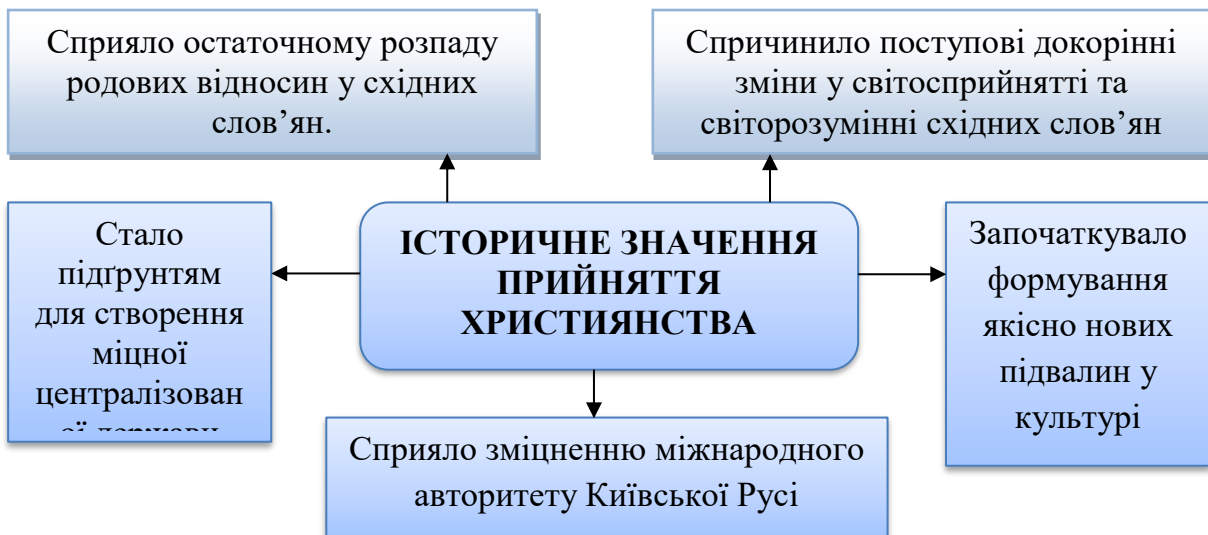 Сприяло остаточному розпаду
родових відносин у східних
слов’ян.
Спричинило поступові докорінні
зміни у світосприйнятті та
світорозумінні східних слов’ян
Стало
підґрунтям
для створення
міцної
централізован
ої держави
ІСТОРИЧНЕ ЗНАЧЕННЯ
ПРИЙНЯТТЯ
ХРИСТИЯНСТВА
Започаткувало
формування
якісно нових
підвалин у
культурі
Сприяло зміцненню міжнародного
авторитету Київської Русі